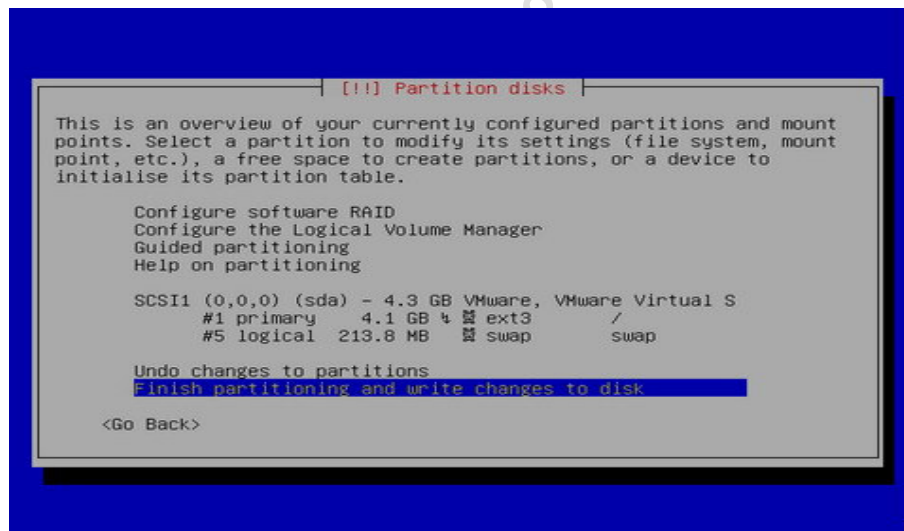 [!!] Partition disks
This is an overview of your currently configured partitions and mount
points. Select a partition to modify its settings (file system, mount
point, etc.), a free space to create partitions, or a device to
initialise its partition table.
Configure software RAID
Configure the Logical Volume Manager
Guided partitioning
Help on partitioning
SCSI1 (0,0,0) (sda) - 4.3 GB VMware, VMware Virtual S
#1 primary 4.1 GB ext3 /
#5 logical 213.8 MB swap swap
Undo changes to partitions
Finish partitioning and write changes to disk
<Go Back>